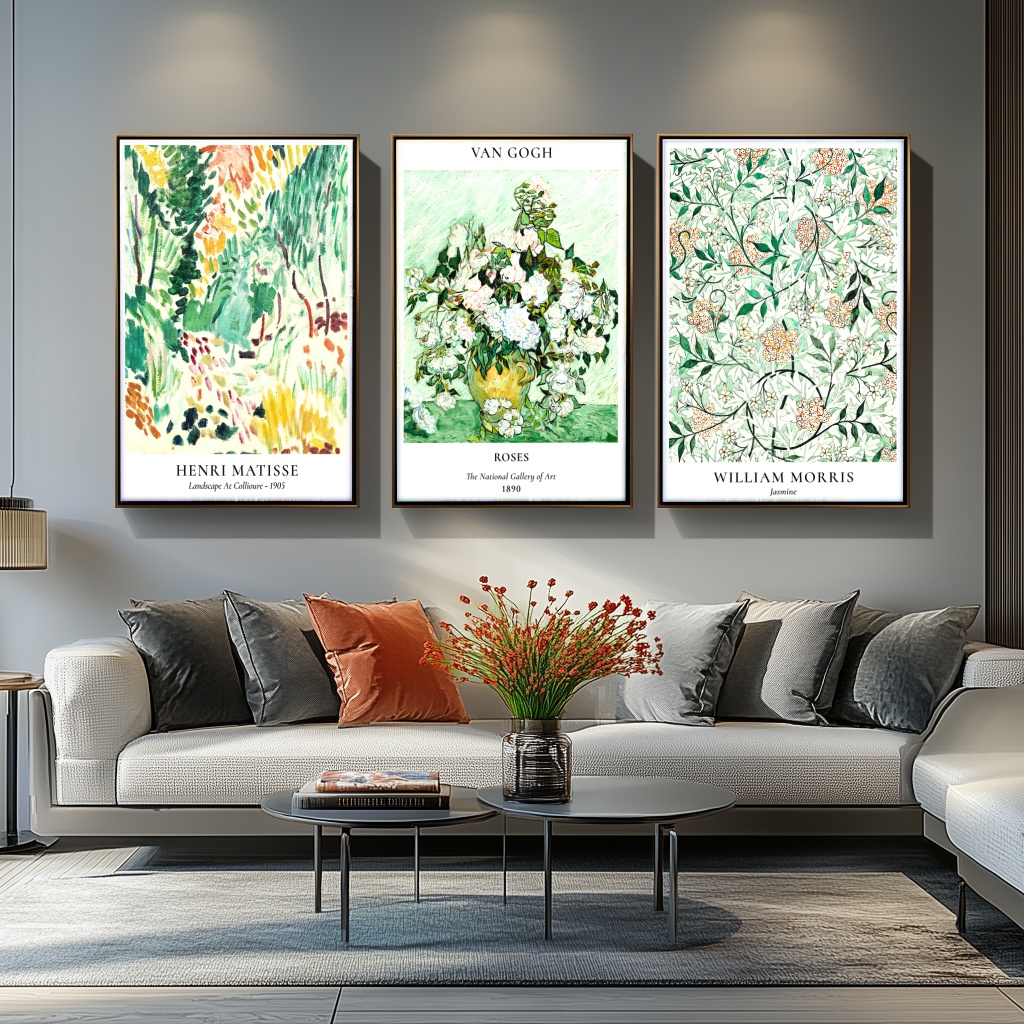 HENRI MATISSE
Landscape At Collioure - 1905
VAN GOGH
ROSES
The National Gallery of Art
1890
WILLIAM MORRIS
Jasmine